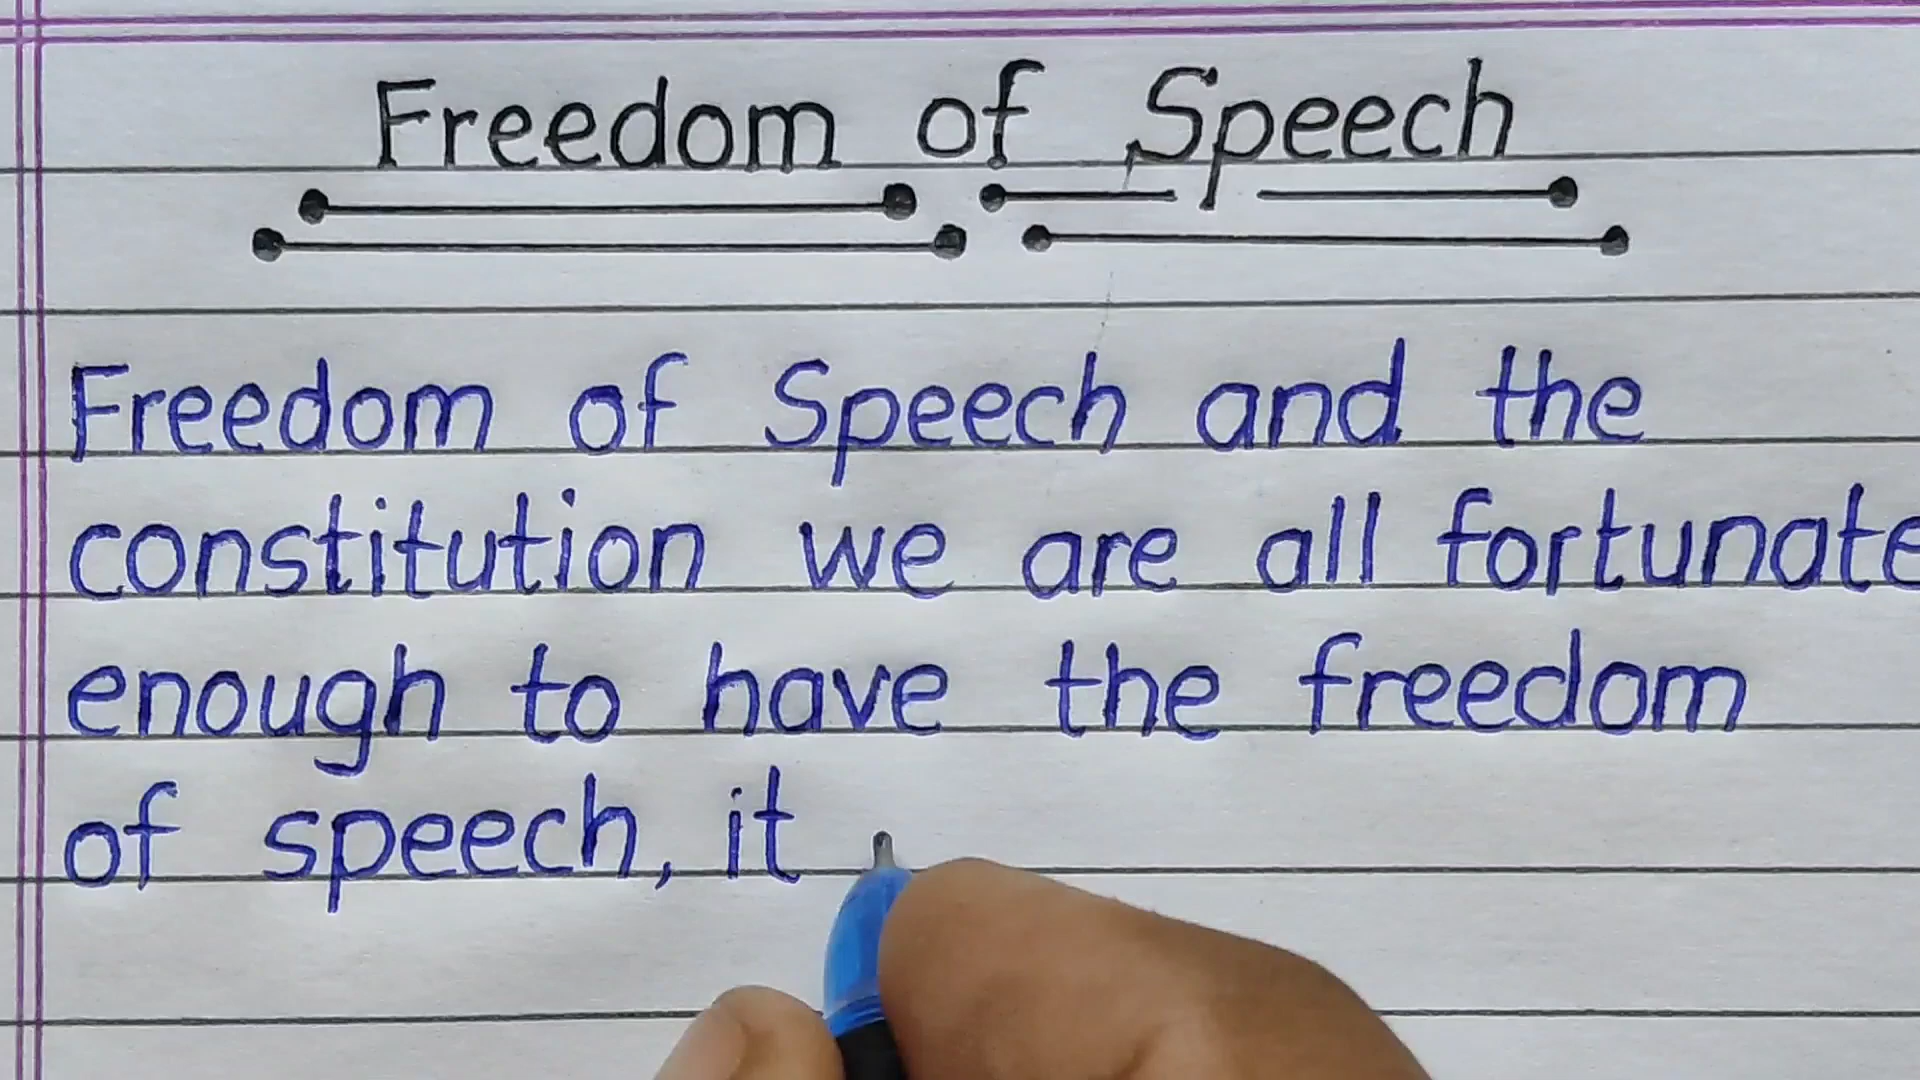 Freedom of Speech
Freedom of Speech and the
constitution we are all fortunate
enough to have the freedom
of speech, it